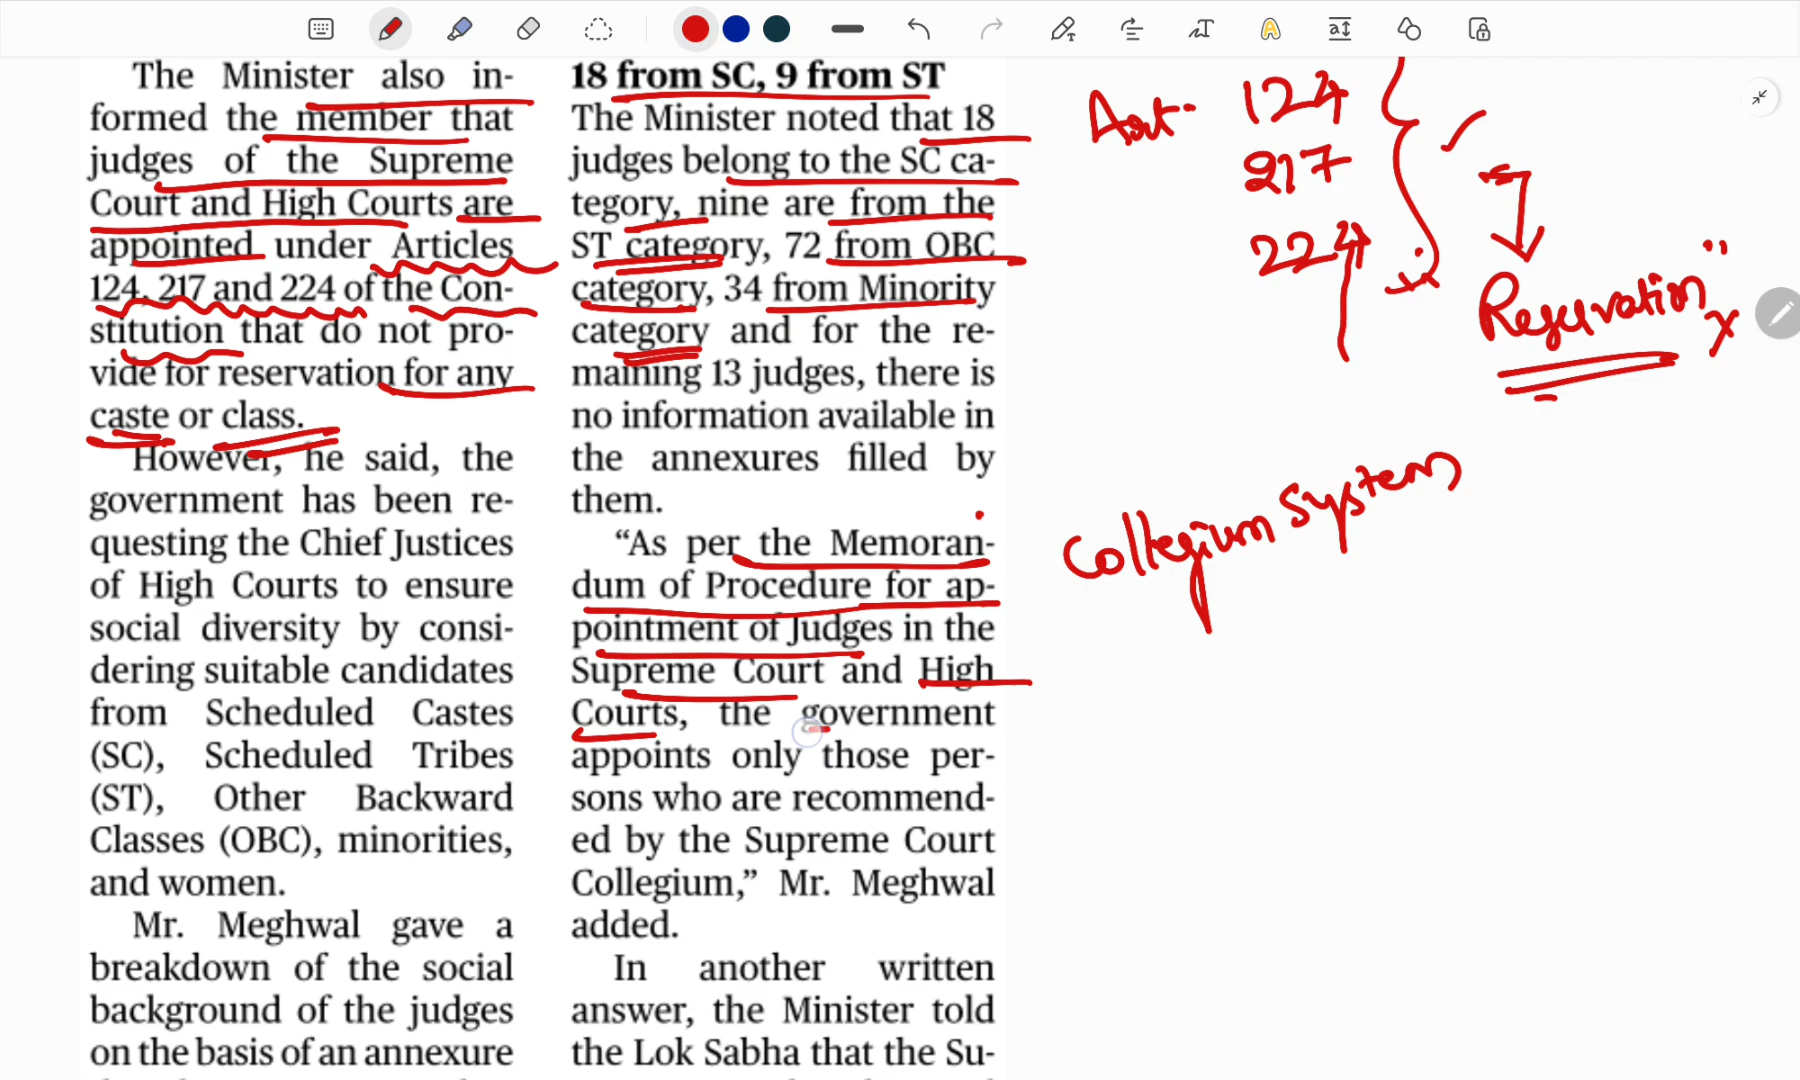 The Minister also in-
formed the member that
judges of the Supreme
Court and High Courts are
appointed under Articles
124, 217 and 224 of the Con-
stitution that do not pro-
vide for reservation for any
caste or class.
However, he said, the
government has been re-
questing the Chief Justices
of High Courts to ensure
social diversity by consi-
dering suitable candidates
from Scheduled Castes
(SC), Scheduled Tribes
(ST), Other Backward
Classes (OBC), minorities,
and women.
Mr. Meghwal gave a
breakdown of the social
background of the judges
on the basis of an annexure
18 from SC, 9 from ST
The Minister noted that 18
judges belong to the SC ca-
tegory, nine are from the
ST category, 72 from OBC
category, 34 from Minority
category and for the re-
maining 13 judges, there is
no information available in
the annexures filled by
them.
“As per the Memoran-
dum of Procedure for ap-
pointment of Judges in the
Supreme Court and High
Courts, the government
appoints only those per-
sons who are recommend-
ed by the Supreme Court
Collegium,” Mr. Meghwal
added.
In another written
answer, the Minister told
the Lok Sabha that the Su-
124
217
224
Reservation
x
Collegium System